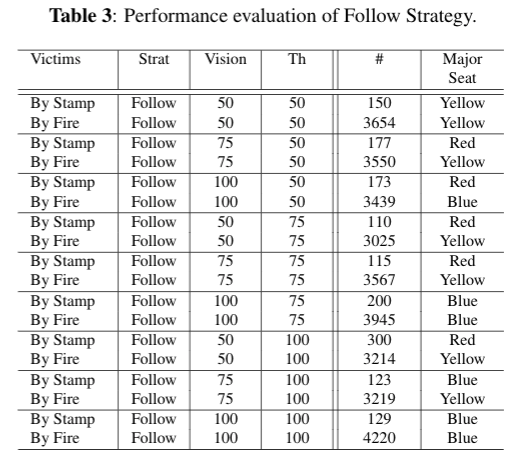 Table 3: Performance evaluation of Follow Strategy.
Victims Strat Vision Th # Major
Seat
By Stamp Follow 50 50 150 Yellow
By Fire Follow 50 50 3654 Yellow
By Stamp Follow 75 50 177 Red
By Fire Follow 75 50 3550 Yellow
By Stamp Follow 100 50 173 Red
By Fire Follow 100 50 3439 Blue
By Stamp Follow 50 75 110 Red
By Fire Follow 50 75 3025 Yellow
By Stamp Follow 75 75 115 Red
By Fire Follow 75 75 3567 Yellow
By Stamp Follow 100 75 200 Blue
By Fire Follow 100 75 3945 Blue
By Stamp Follow 50 100 300 Red
By Fire Follow 50 100 3214 Yellow
By Stamp Follow 75 100 123 Blue
By Fire Follow 75 100 3219 Yellow
By Stamp Follow 100 100 129 Blue
By Fire Follow 100 100 4220 Blue